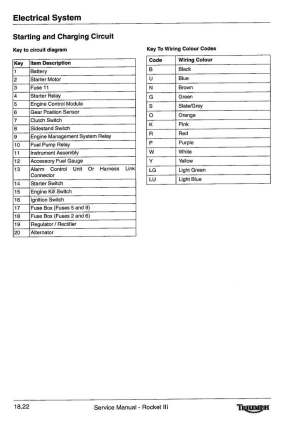 Electrical System
Starting and Charging Circuit
Key to circuit diagram
Key Item Description
1 Battery
2 Starter Motor
3 Fuse 11
4 Starter Relay
5 Engine Control Module
6 Gear Position Sensor
7 Clutch Switch
8 Sidestand Switch
9 Engine Management System Relay
10 Fuel Pump Relay
11 Instrument Assembly
12 Accessory Fuel Gauge
13 Alarm Control Unit Or Harness Link
Connector
14 Starter Switch
15 Engine Kill Switch
16 Ignition Switch
17 Fuse Box (Fuses 5 and 9)
18 Fuse Box (Fuses 2 and 6)
19 Regulator / Rectifier
20 Alternator
Key To Wiring Colour Codes
Code Wiring Colour
B Black
U Blue
N Brown
G Green
S Slate/Grey
O Orange
K Pink
R Red
P Purple
W White
Y Yellow
LG Light Green
LU Light Blue
18.22 Service Manual - Rocket III TRIUMPH